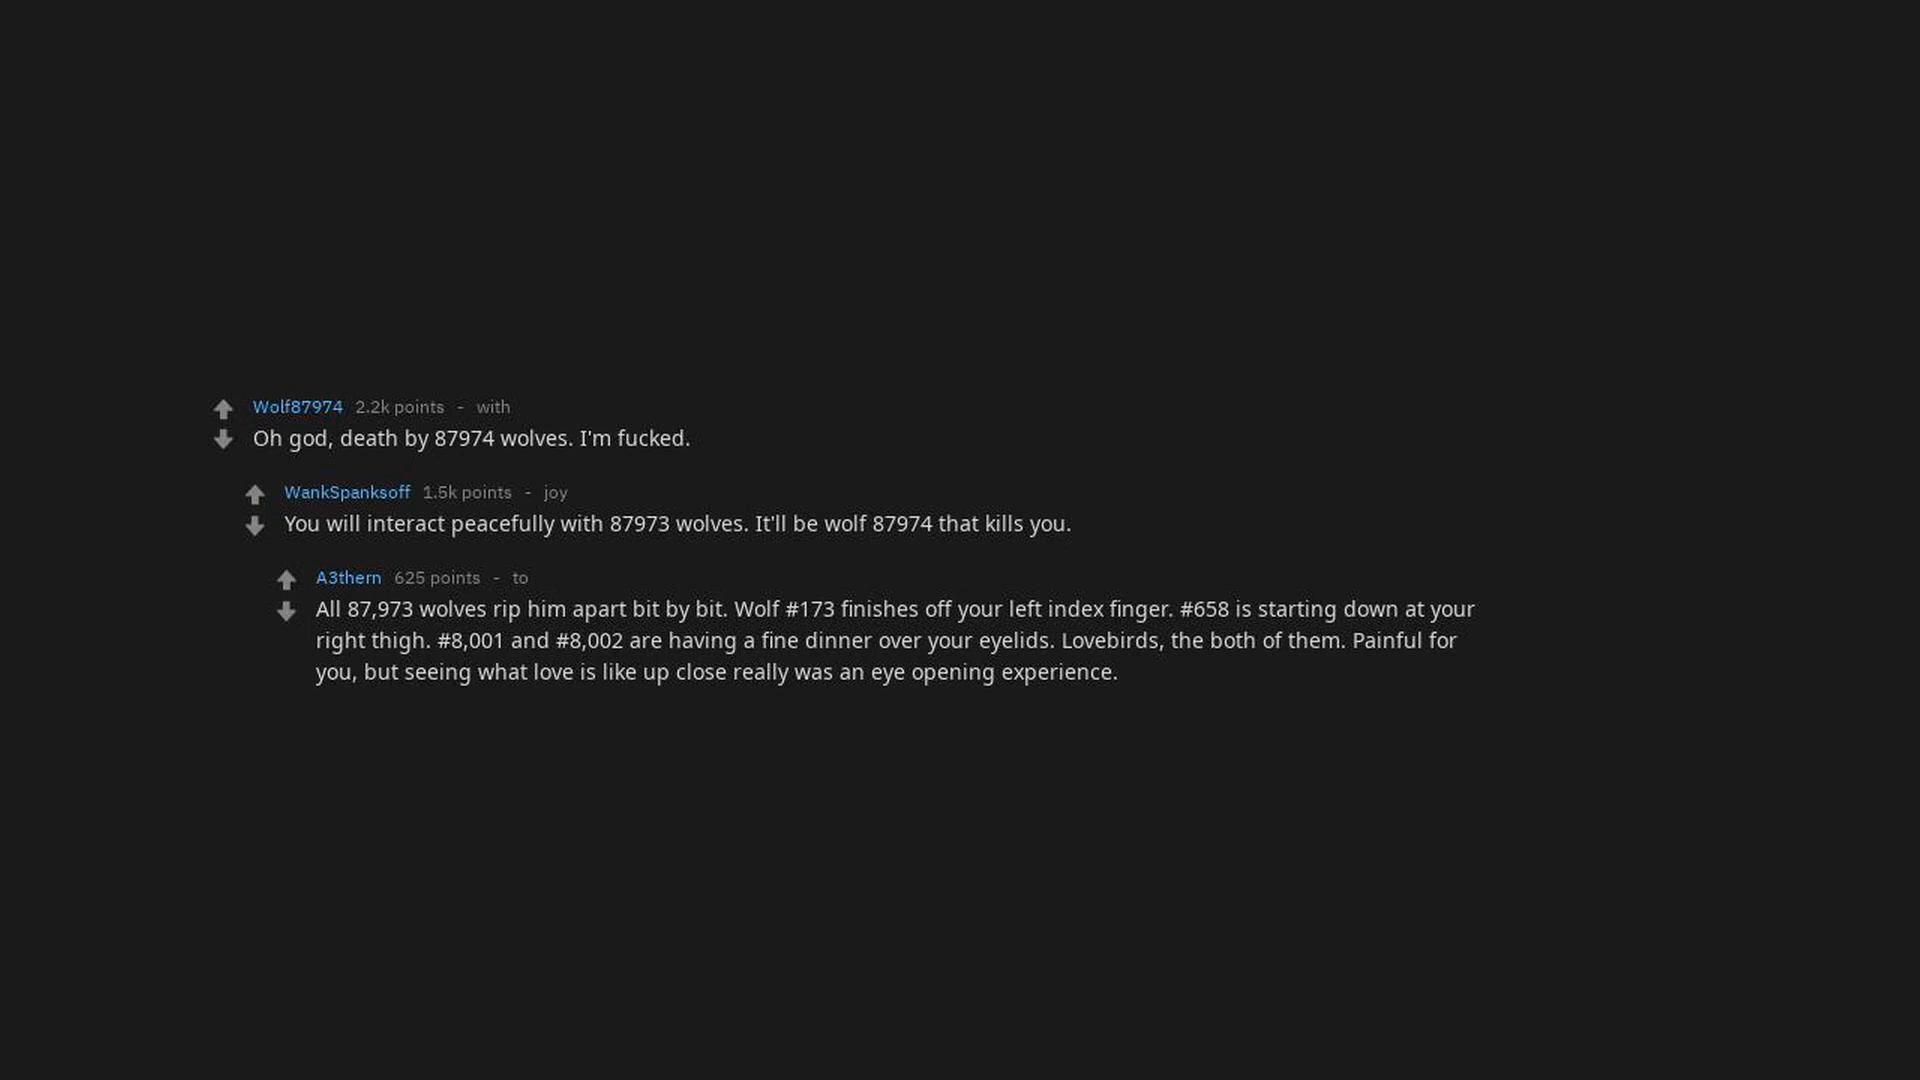 Wolf87974 2.2k points - with
Oh god, death by 87974 wolves. I'm fucked.
WankSpanksoff 1.5k points - joy
You will interact peacefully with 87973 wolves. It'll be wolf 87974 that kills you.
A3thern 625 points - to
All 87,973 wolves rip him apart bit by bit. Wolf #173 finishes off your left index finger. #658 is starting down at your
right thigh. #8,001 and #8,002 are having a fine dinner over your eyelids. Lovebirds, the both of them. Painful for
you, but seeing what love is like up close really was an eye opening experience.